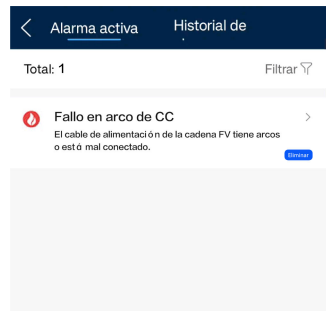 Alarma activa Historial de
Total: 1 Filtrar
Fallo en arco de CC
El cable de alimentación de la cadena FV tiene arcos
o está mal conectado.
Eliminar